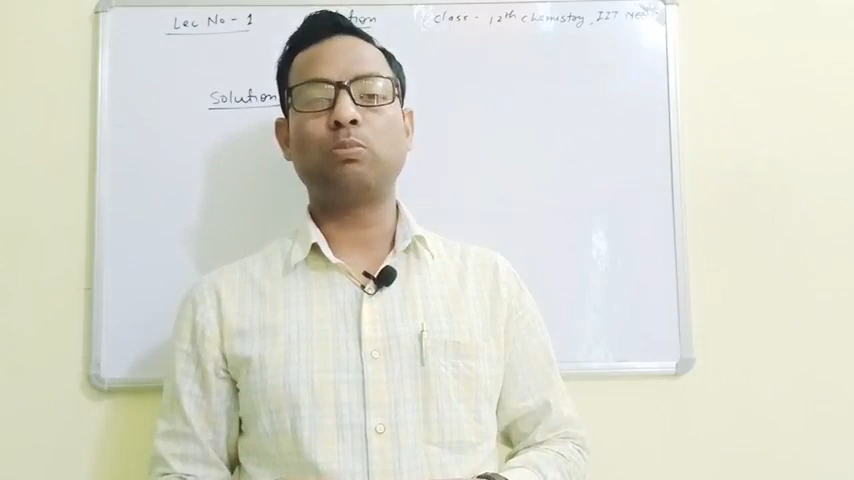 Lec No - 1 Class - 12th chemistry, IIT Neet
Solution